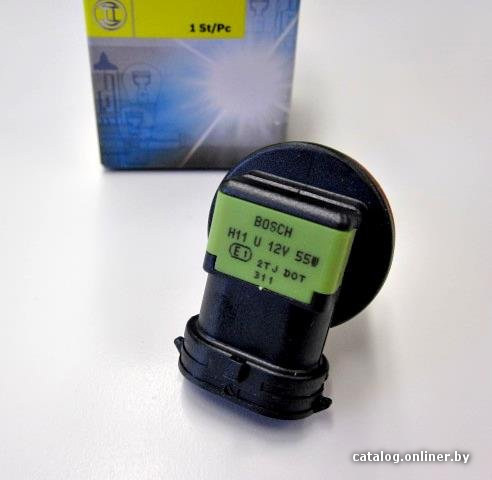 1 St/Pc
BOSCH
H11 U 12V 55W
E1 2TJ DOT
311
catalog.onliner.by